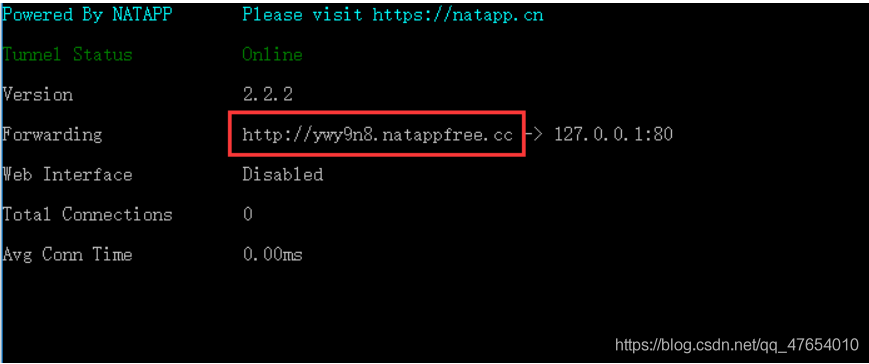 Powered By NATAPP Please visit https://natapp.cn
Tunnel Status Online
Version 2.2.2
Forwarding http://ywy9n8.natappfree.cc -> 127.0.0.1:80
Web Interface Disabled
Total Connections 0
Avg Conn Time 0.00ms
https://blog.csdn.net/qq_47654010